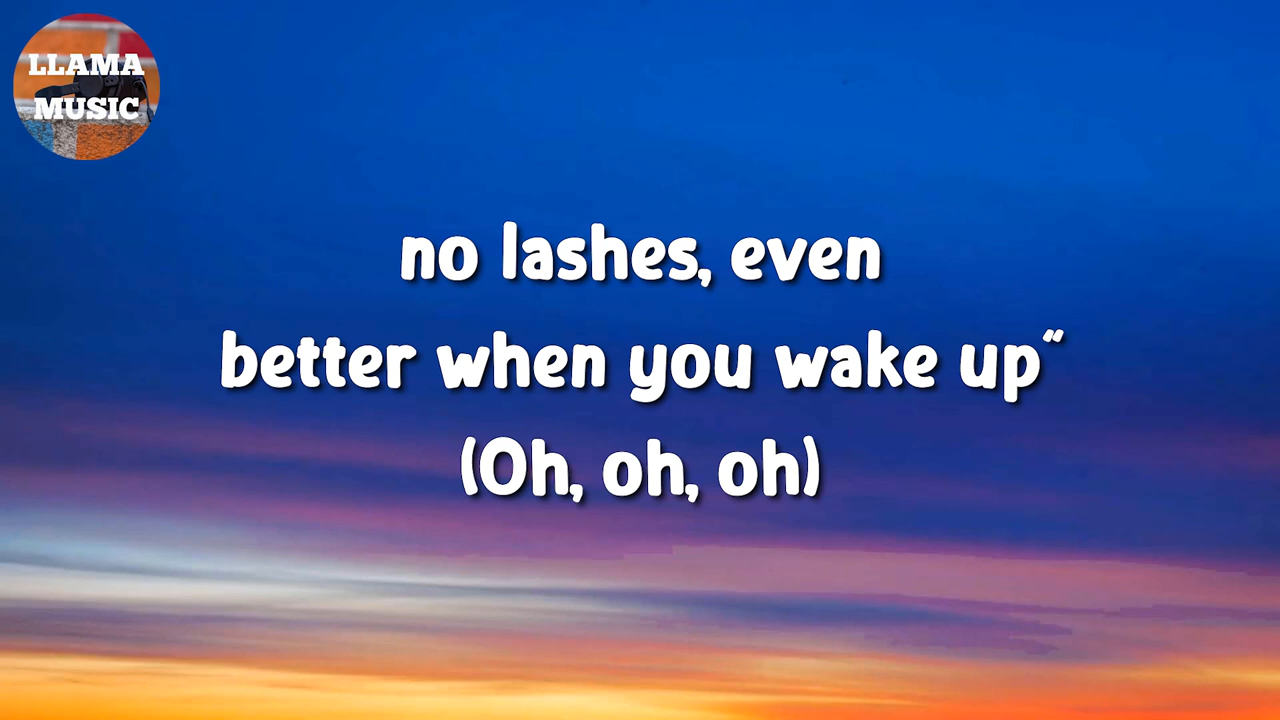 LLAMA
MUSIC
no lashes, even
better when you wake up"
(Oh, oh, oh)